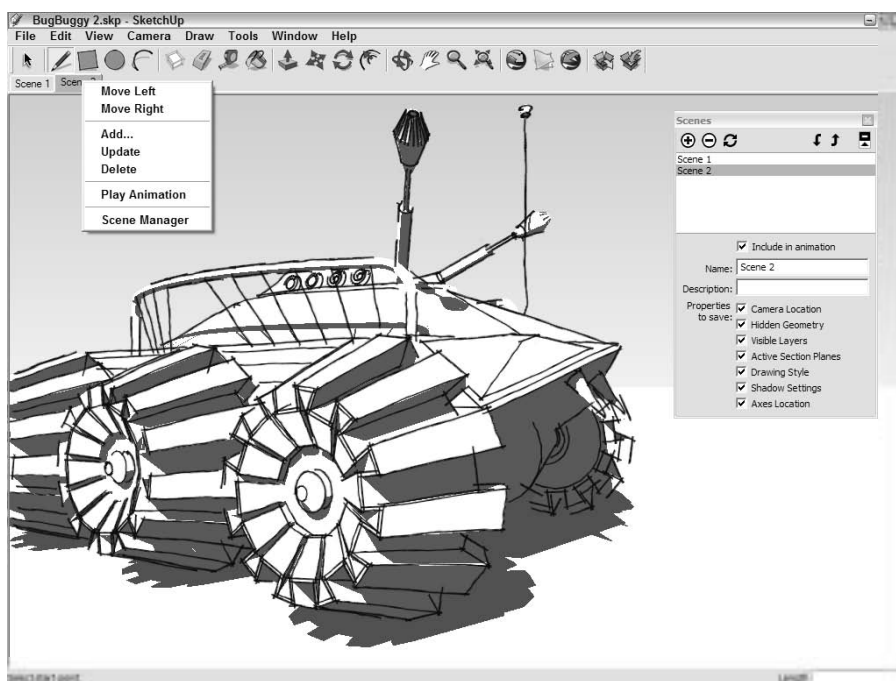 BugBuggy 2.skp - SketchUp
File Edit View Camera Draw Tools Window Help
Scene 1
Move Left
Move Right
Add...
Update
Delete
Play Animation
Scene Manager
Scenes
Scene 1
Scene 2
Include in animation
Name: Scene 2
Description:
Properties to save:
Camera Location
Hidden Geometry
Visible Layers
Active Section Planes
Drawing Style
Shadow Settings
Axes Location
Length